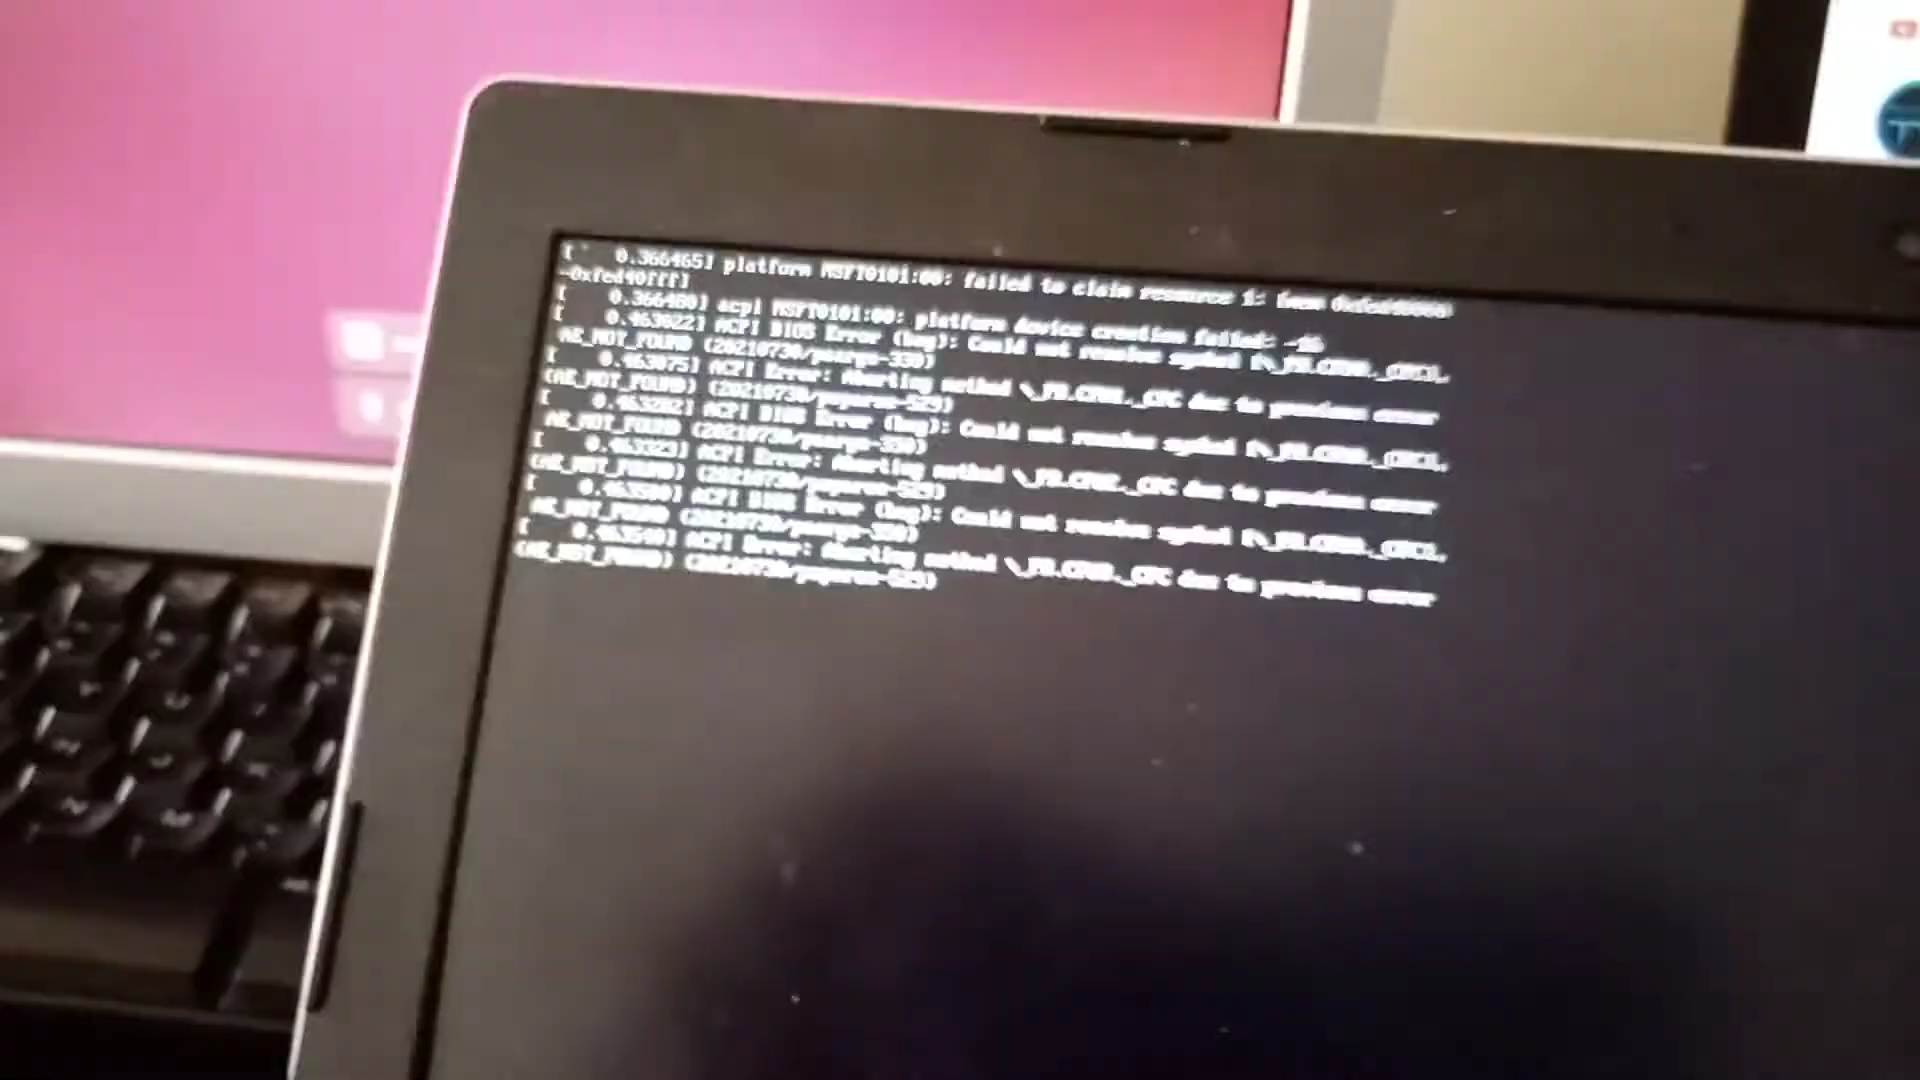 [    0.366465] platform MSFT0101:00: failed to claim resource 1: [mem 0xfed40000
-0xfed40fff]
[    0.366480] acpi MSFT0101:00: platform device creation failed: -16
[    0.463022] ACPI BIOS Error (bug): Could not resolve symbol
AE_NOT_FOUND (20210730/psargs-330)
[    0.463075] ACPI Error: Aborting method due to previous error
(AE_NOT_FOUND) (20210730/psparse-529)
[    0.463282] ACPI BIOS Error (bug): Could not resolve symbol
AE_NOT_FOUND (20210730/psargs-330)
[    0.463323] ACPI Error: Aborting method due to previous error
(AE_NOT_FOUND) (20210730/psparse-529)
[ ACPI BIOS Error (bug): Could not resolve symbol
AE_NOT_FOUND (20210730/psargs-330)
[    0.463540] ACPI Error: Aborting method due to previous error
(AE_NOT_FOUND) (20210730/psparse-529)